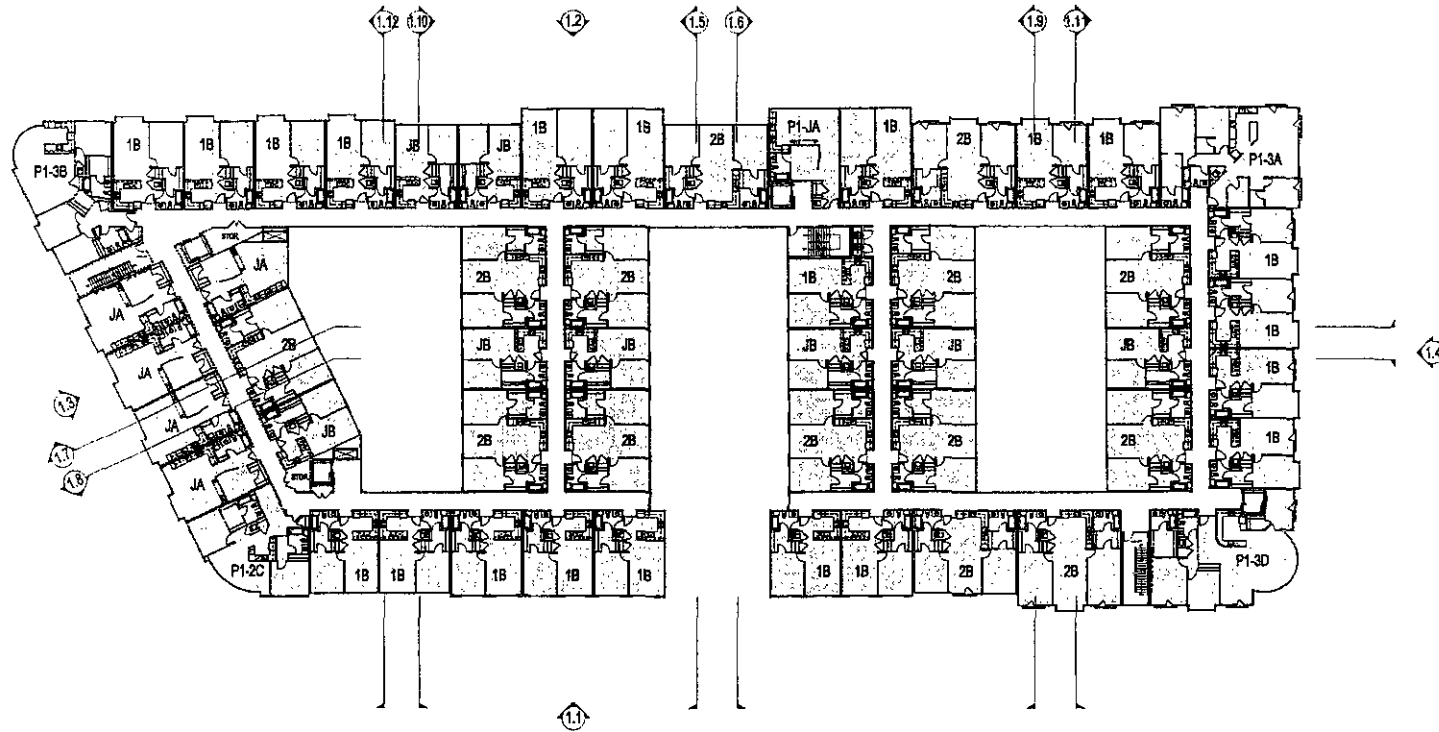 1.12 1.10 1.2 1.5 1.6 1.9 1.11
P1-3B 1B 1B 1B 1B JB JB 1B 1B 2B P1-JA 1B 2B 1B 1B P1-3A
STOR
JA 2B 2B 1B 2B 2B 1B
JA
2B JB JB JB JB JB 1B
JA 1B
1.4
1.3 JA JB 2B 2B 2B 2B 2B 1B
1.7
1.8 JA STOR
P1-2C 1B 1B 1B 1B 1B 1B 1B 2B 2B P1-3D
1.1